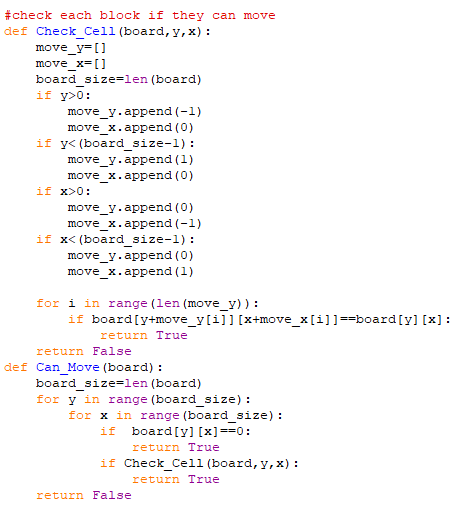 #check each block if they can move
def Check_Cell(board,y,x):
    move_y=[]
    move_x=[]
    board_size=len(board)
    if y>0:
        move_y.append(-1)
        move_x.append(0)
    if y<(board_size-1):
        move_y.append(1)
        move_x.append(0)
    if x>0:
        move_y.append(0)
        move_x.append(-1)
    if x<(board_size-1):
        move_y.append(0)
        move_x.append(1)

    for i in range(len(move_y)):
        if board[y+move_y[i]][x+move_x[i]]==board[y][x]:
            return True
    return False
def Can_Move(board):
    board_size=len(board)
    for y in range(board_size):
        for x in range(board_size):
            if  board[y][x]==0:
                return True
            if Check_Cell(board,y,x):
                return True
    return False